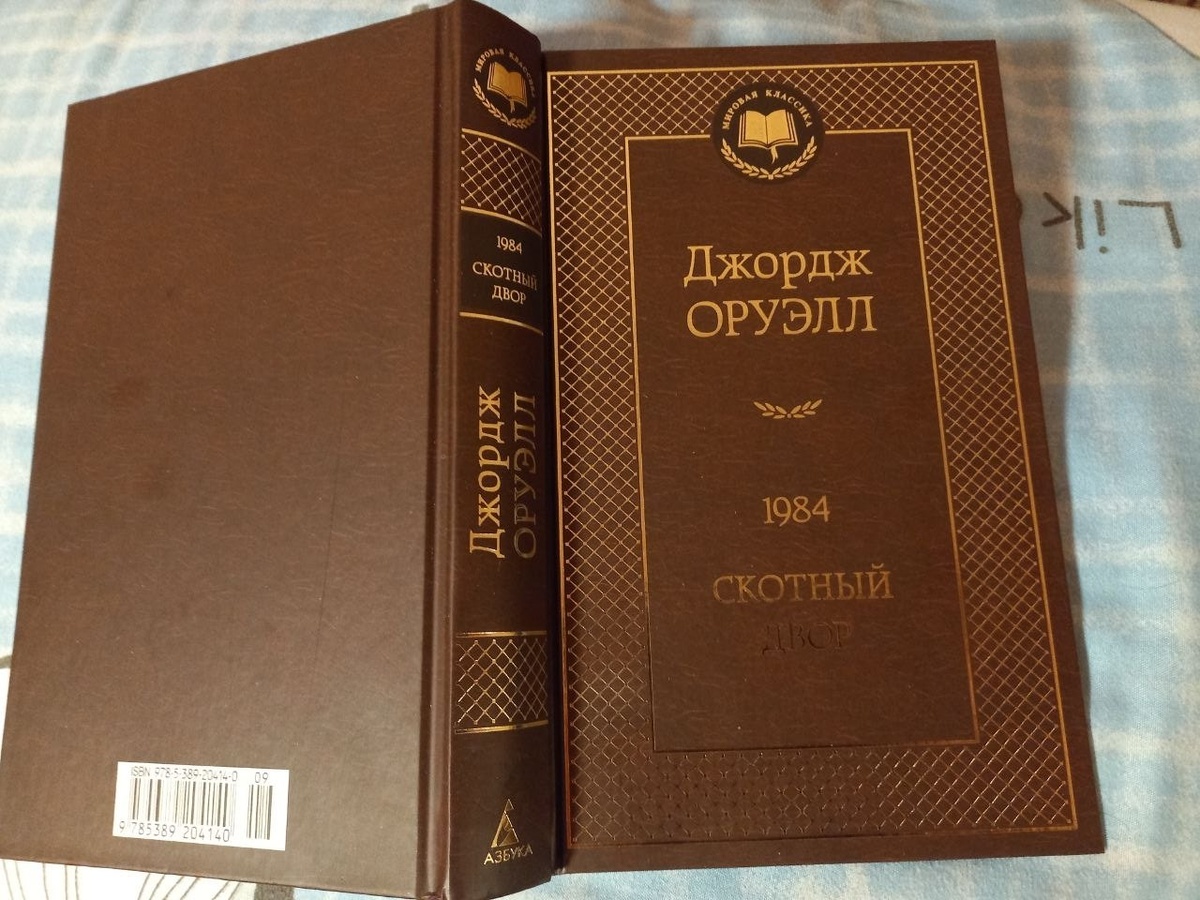 ISBN 978-5-389-20414-0 09
9 785389 204140
МИРОВАЯ КЛАССИКА
1984
СКОТНЫЙ
ДВОР
Джордж
ОРУЭЛЛ
АЗБУКА
МИРОВАЯ КЛАССИКА
Джордж
ОРУЭЛЛ
1984
СКОТНЫЙ
ДВОР